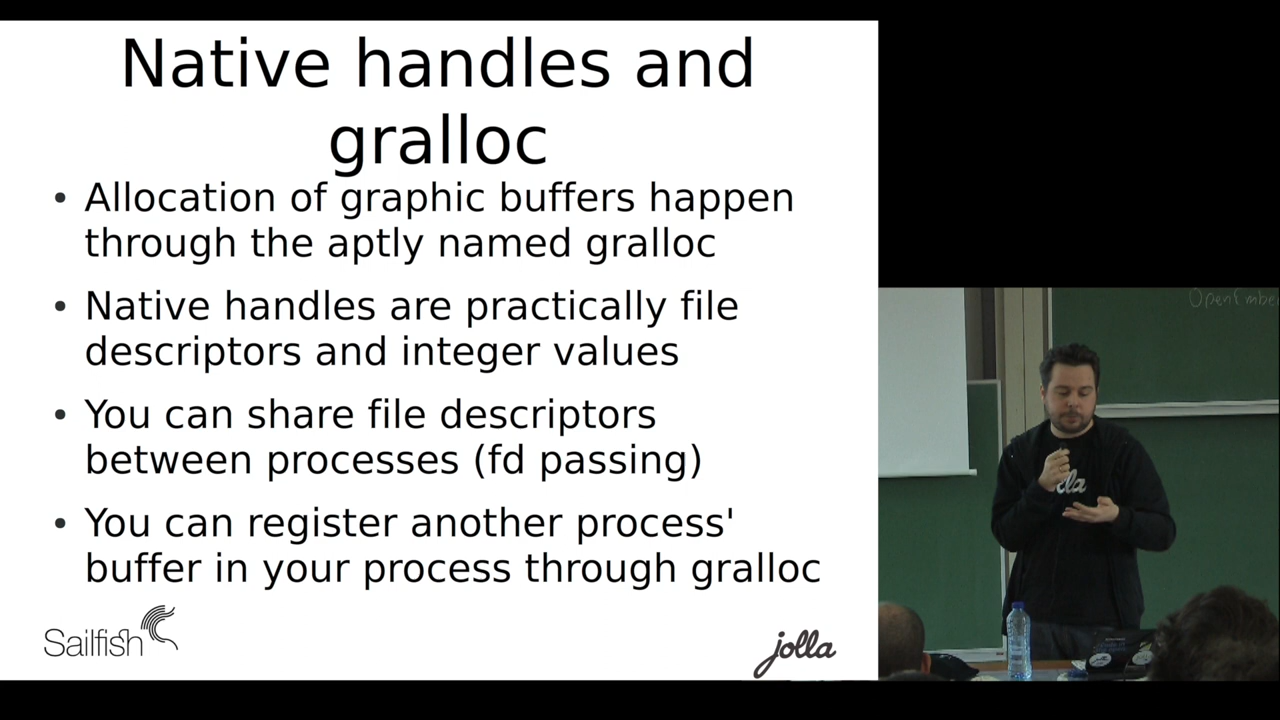 Native handles and
gralloc
• Allocation of graphic buffers happen
through the aptly named gralloc
• Native handles are practically file
descriptors and integer values
• You can share file descriptors
between processes (fd passing)
• You can register another process'
buffer in your process through gralloc
Sailfish
jolla
OpenEmbe
lla